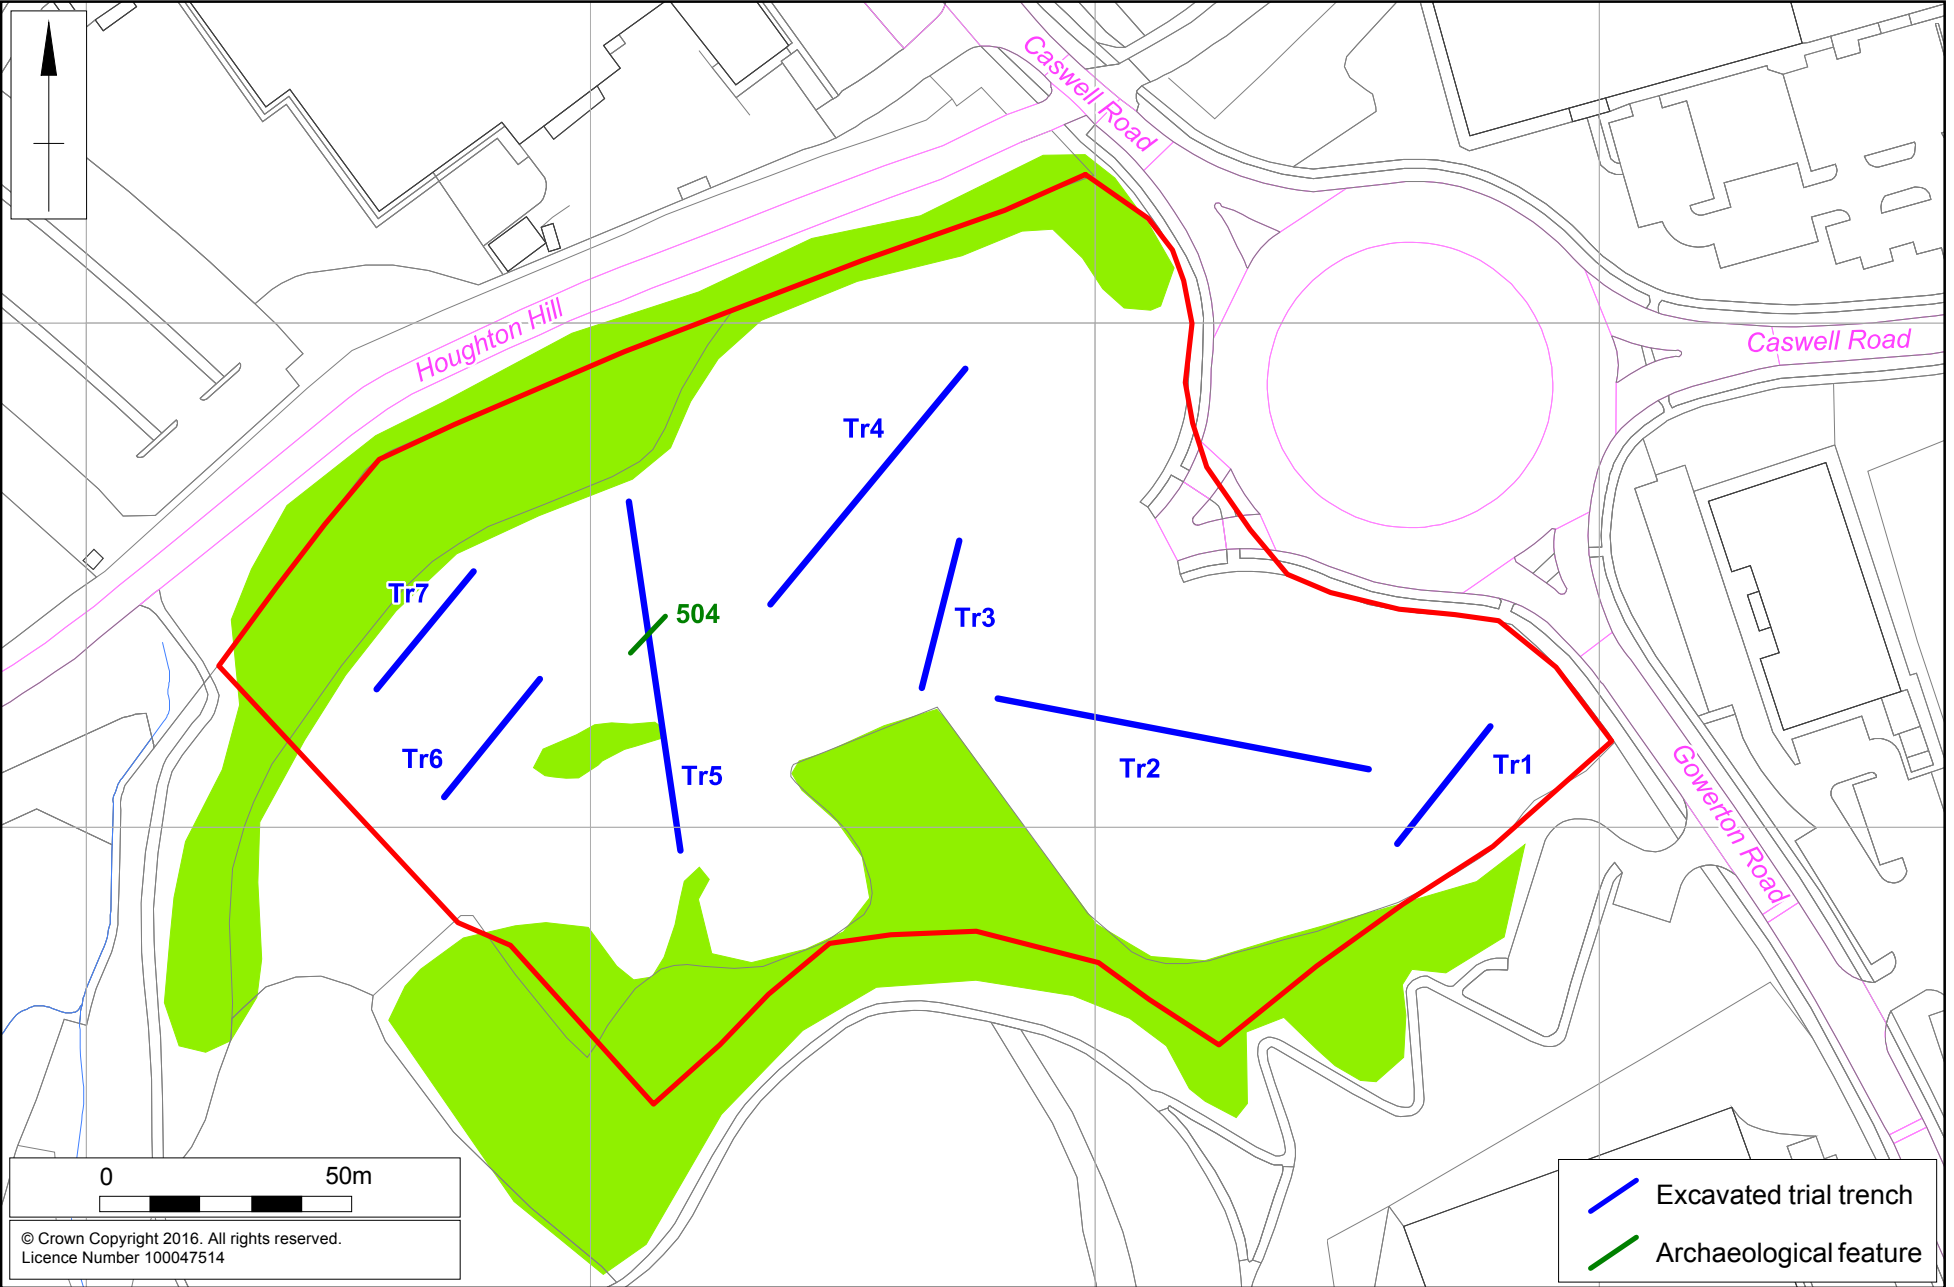 Caswell Road
Houghton Hill
Caswell Road
Tr4
Tr7
504
Tr3
Tr6
Tr5
Tr2
Tr1
Gowerton Road
0 50m
© Crown Copyright 2016. All rights reserved.
Licence Number 100047514
Excavated trial trench
Archaeological feature